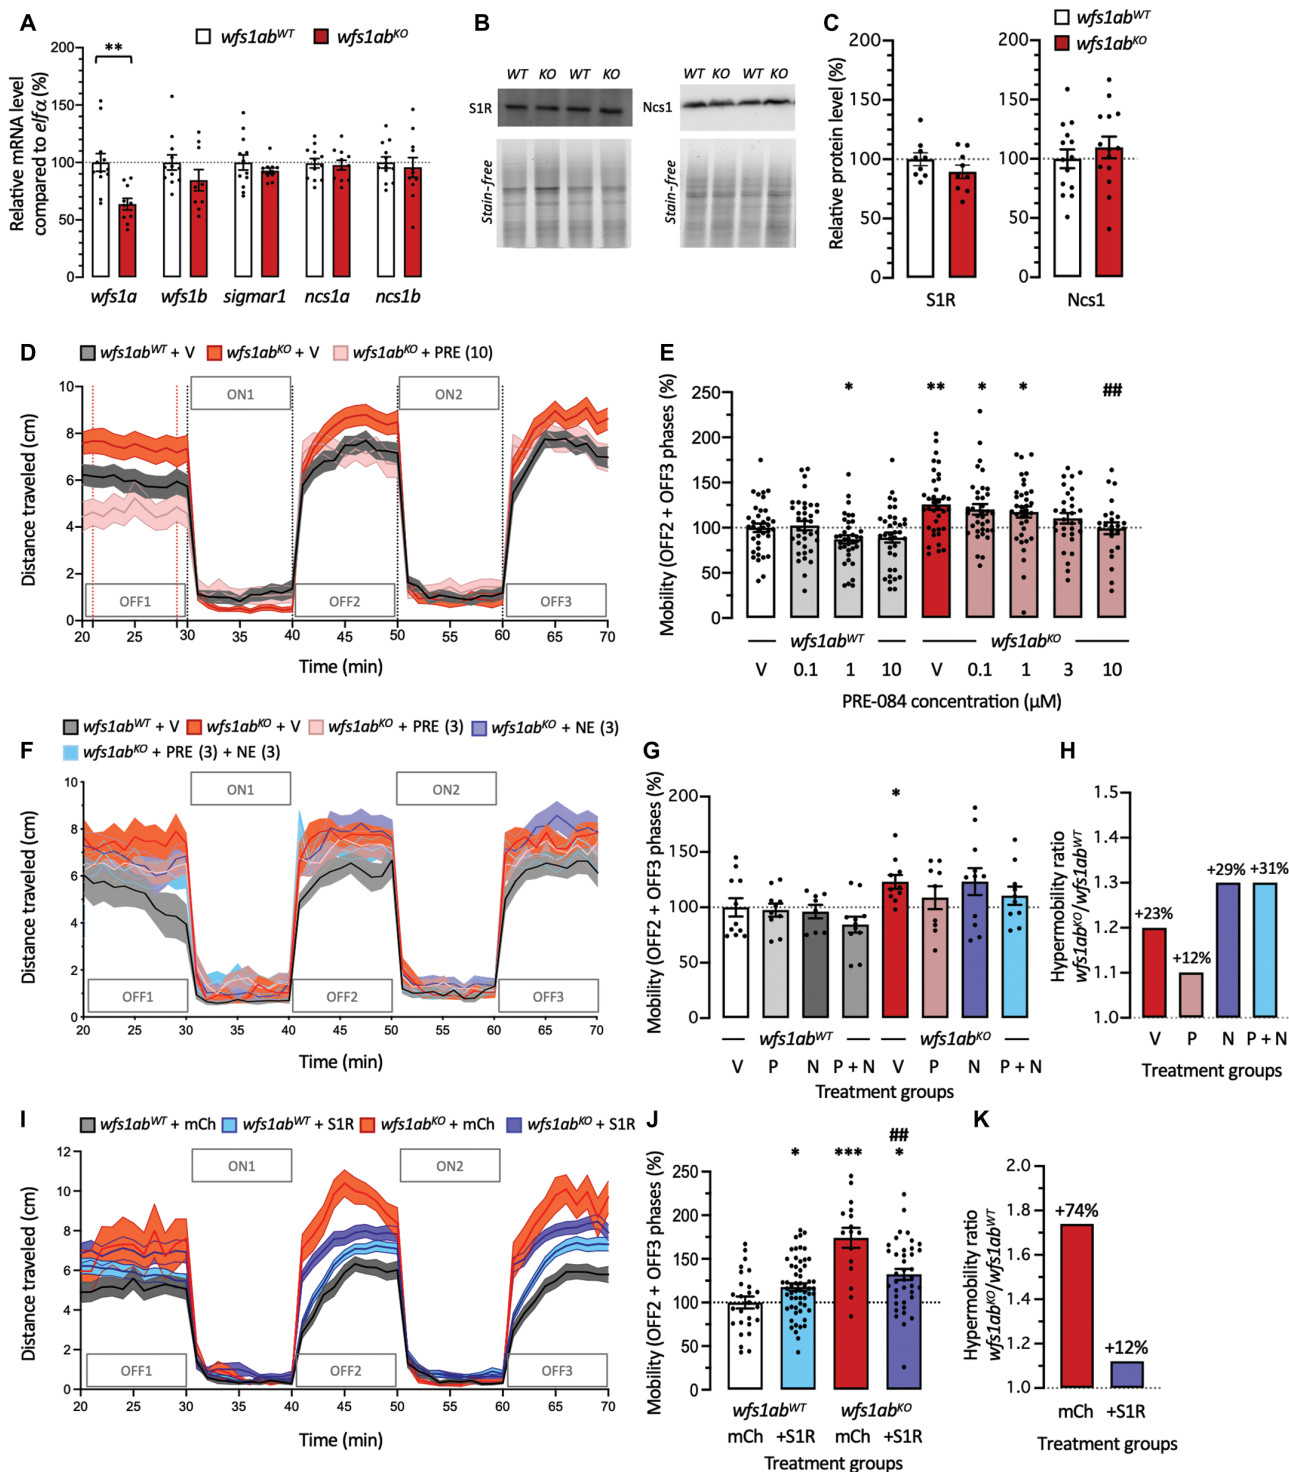 A
wfs1ab^WT wfs1ab^KO
Relative mRNA level
compared to elfα (%)
**
200
150
100
50
0
wfs1a wfs1b sigmar1 ncs1a ncs1b
B
WT KO WT KO
S1R
Stain-free
WT KO WT KO
Ncs1
Stain-free
C
wfs1ab^WT
wfs1ab^KO
Relative protein level (%)
200
150
100
50
0
S1R
200
150
100
50
0
Ncs1
D
wfs1ab^WT + V wfs1ab^KO + V wfs1ab^KO + PRE (10)
Distance traveled (cm)
10
8
6
4
2
0
ON1 ON2
OFF1 OFF2 OFF3
20 25 30 35 40 45 50 55 60 65 70
Time (min)
E
Mobility (OFF2 + OFF3 phases) (%)
250
200
150
100
50
0
* ** * * ##
wfs1ab^WT wfs1ab^KO
V 0.1 1 10 V 0.1 1 3 10
PRE-084 concentration (µM)
F
wfs1ab^WT + V wfs1ab^KO + V wfs1ab^KO + PRE (3) wfs1ab^KO + NE (3)
wfs1ab^KO + PRE (3) + NE (3)
Distance traveled (cm)
10
8
6
4
2
0
ON1 ON2
OFF1 OFF2 OFF3
20 25 30 35 40 45 50 55 60 65 70
Time (min)
G
Mobility (OFF2 + OFF3 phases) (%)
200
150
100
50
0
*
wfs1ab^WT wfs1ab^KO
V P N P + N V P N P + N
Treatment groups
H
Hypermobility ratio
wfs1ab^KO/wfs1ab^WT
1.5
1.4
1.3
1.2
1.1
1.0
+23% +12% +29% +31%
V P N P + N
Treatment groups
I
wfs1ab^WT + mCh wfs1ab^WT + S1R wfs1ab^KO + mCh wfs1ab^KO + S1R
Distance traveled (cm)
12
10
8
6
4
2
0
ON1 ON2
OFF1 OFF2 OFF3
20 25 30 35 40 45 50 55 60 65 70
Time (min)
J
Mobility (OFF2 + OFF3 phases) (%)
250
200
150
100
50
0
##
* *** *
wfs1ab^WT wfs1ab^KO
mCh +S1R mCh +S1R
Treatment groups
K
Hypermobility ratio
wfs1ab^KO/wfs1ab^WT
2.0
1.8
1.6
1.4
1.2
1.0
+74%
+12%
mCh +S1R
Treatment groups